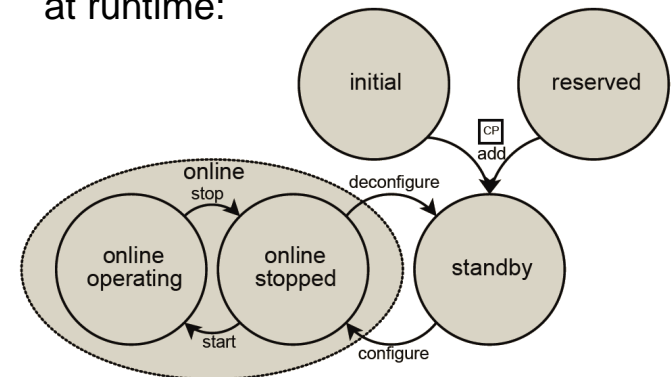 at runtime:
initial
reserved
CP
add
online
stop
deconfigure
online
operating
online
stopped
standby
start
configure